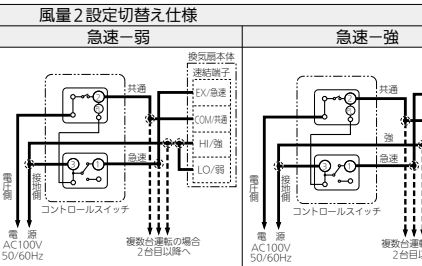 風量2設定切替え仕様
急速－弱
換気扇本体
連結端子
共通
EX/急速
COM/共通
HI/強
LO/弱
急速
電圧側
接地側
コントロールスイッチ
電源
AC100V
50/60Hz
複数台運転の場合
2台目以降へ
急速－強
共通
強
急速
電圧側
接地側
コントロールスイッチ
電源
AC100V
50/60Hz
複数台運
2台目以